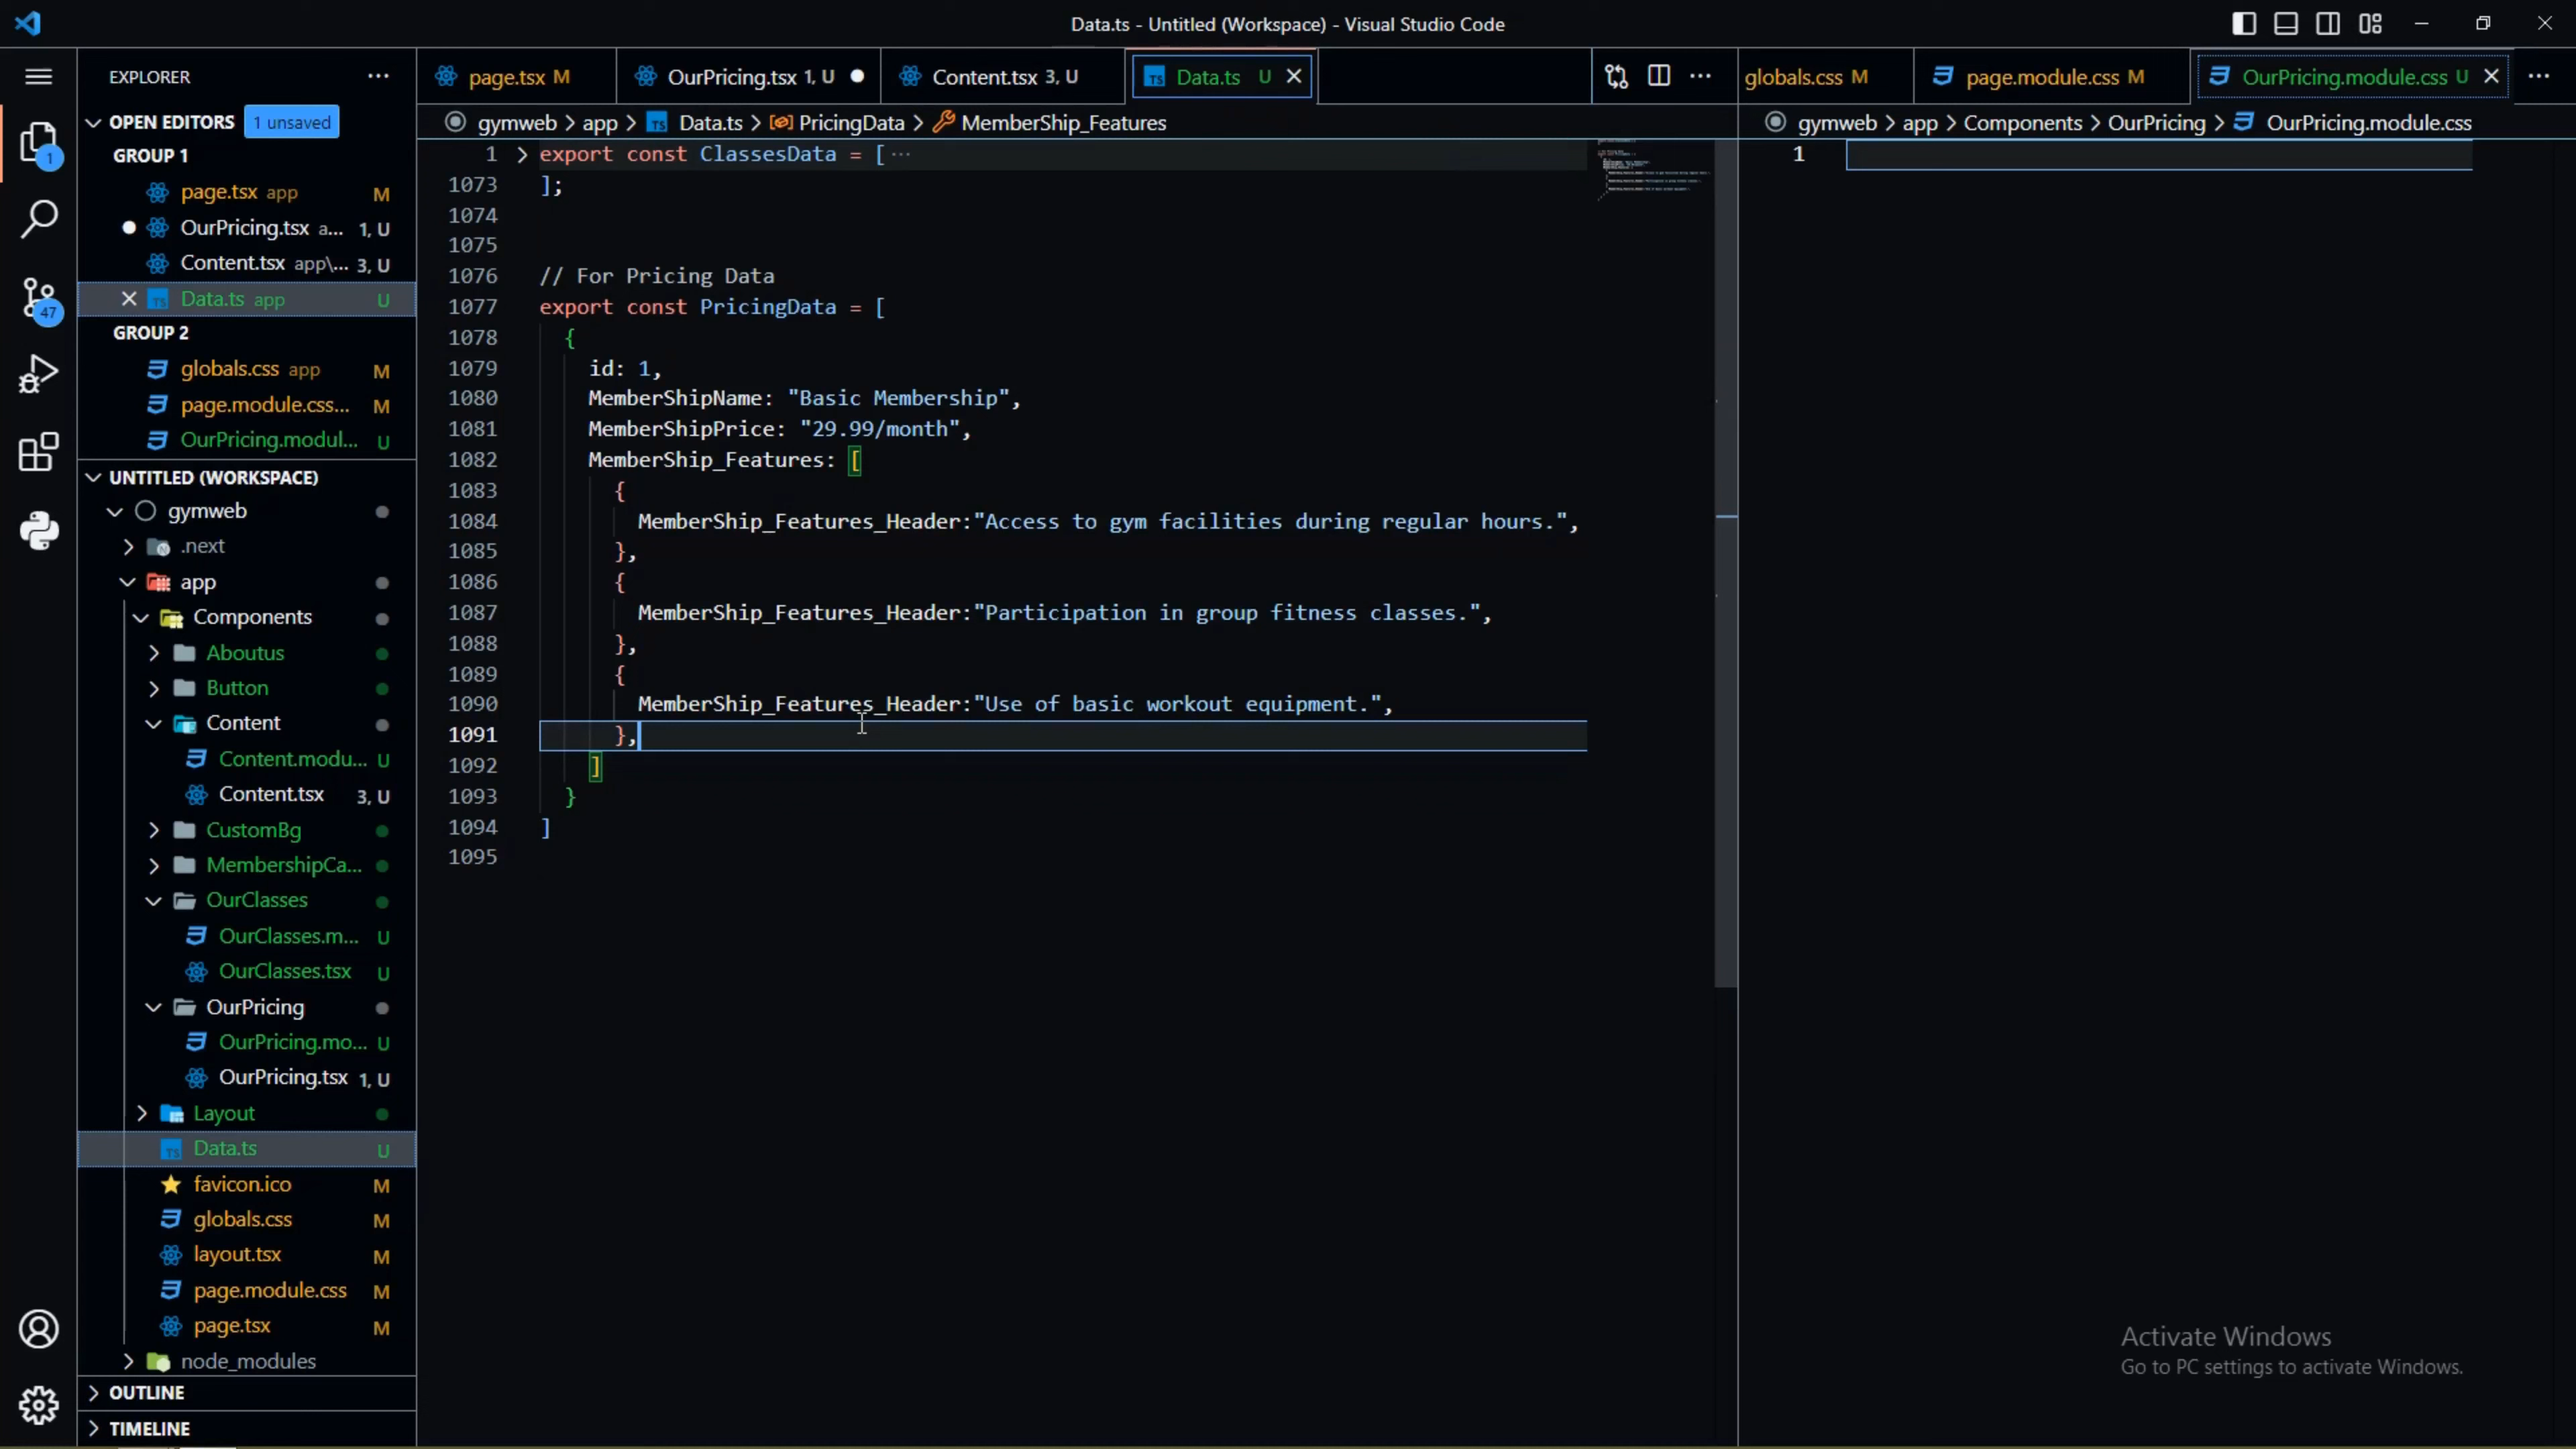 Data.ts - Untitled (Workspace) - Visual Studio Code
EXPLORER
OPEN EDITORS 1 unsaved
GROUP 1
page.tsx app M
OurPricing.tsx a... 1, U
Content.tsx app\... 3, U
Data.ts app U
GROUP 2
globals.css app M
page.module.css... M
OurPricing.modul... U
UNTITLED (WORKSPACE)
gymweb
.next
app
Components
Aboutus
Button
Content
Content.modu... U
Content.tsx 3, U
CustomBg
MembershipCa...
OurClasses
OurClasses.m... U
OurClasses.tsx U
OurPricing
OurPricing.mo... U
OurPricing.tsx 1, U
Layout
Data.ts U
favicon.ico M
globals.css M
layout.tsx M
page.module.css M
page.tsx M
node_modules
OUTLINE
TIMELINE
1
47
page.tsx M
OurPricing.tsx 1, U
Content.tsx 3, U
Data.ts U
gymweb > app > Data.ts > PricingData > MemberShip_Features
1 export const ClassesData = [ ...
1073 ];
1074
1075
1076 // For Pricing Data
1077 export const PricingData = [
1078 {
1079 id: 1,
1080 MemberShipName: "Basic Membership",
1081 MemberShipPrice: "29.99/month",
1082 MemberShip_Features: [
1083 {
1084 MemberShip_Features_Header:"Access to gym facilities during regular hours.",
1085 },
1086 {
1087 MemberShip_Features_Header:"Participation in group fitness classes.",
1088 },
1089 {
1090 MemberShip_Features_Header:"Use of basic workout equipment.",
1091 },
1092 ]
1093 }
1094 ]
1095
globals.css M
page.module.css M
OurPricing.module.css U
gymweb > app > Components > OurPricing > OurPricing.module.css
1
Activate Windows
Go to PC settings to activate Windows.